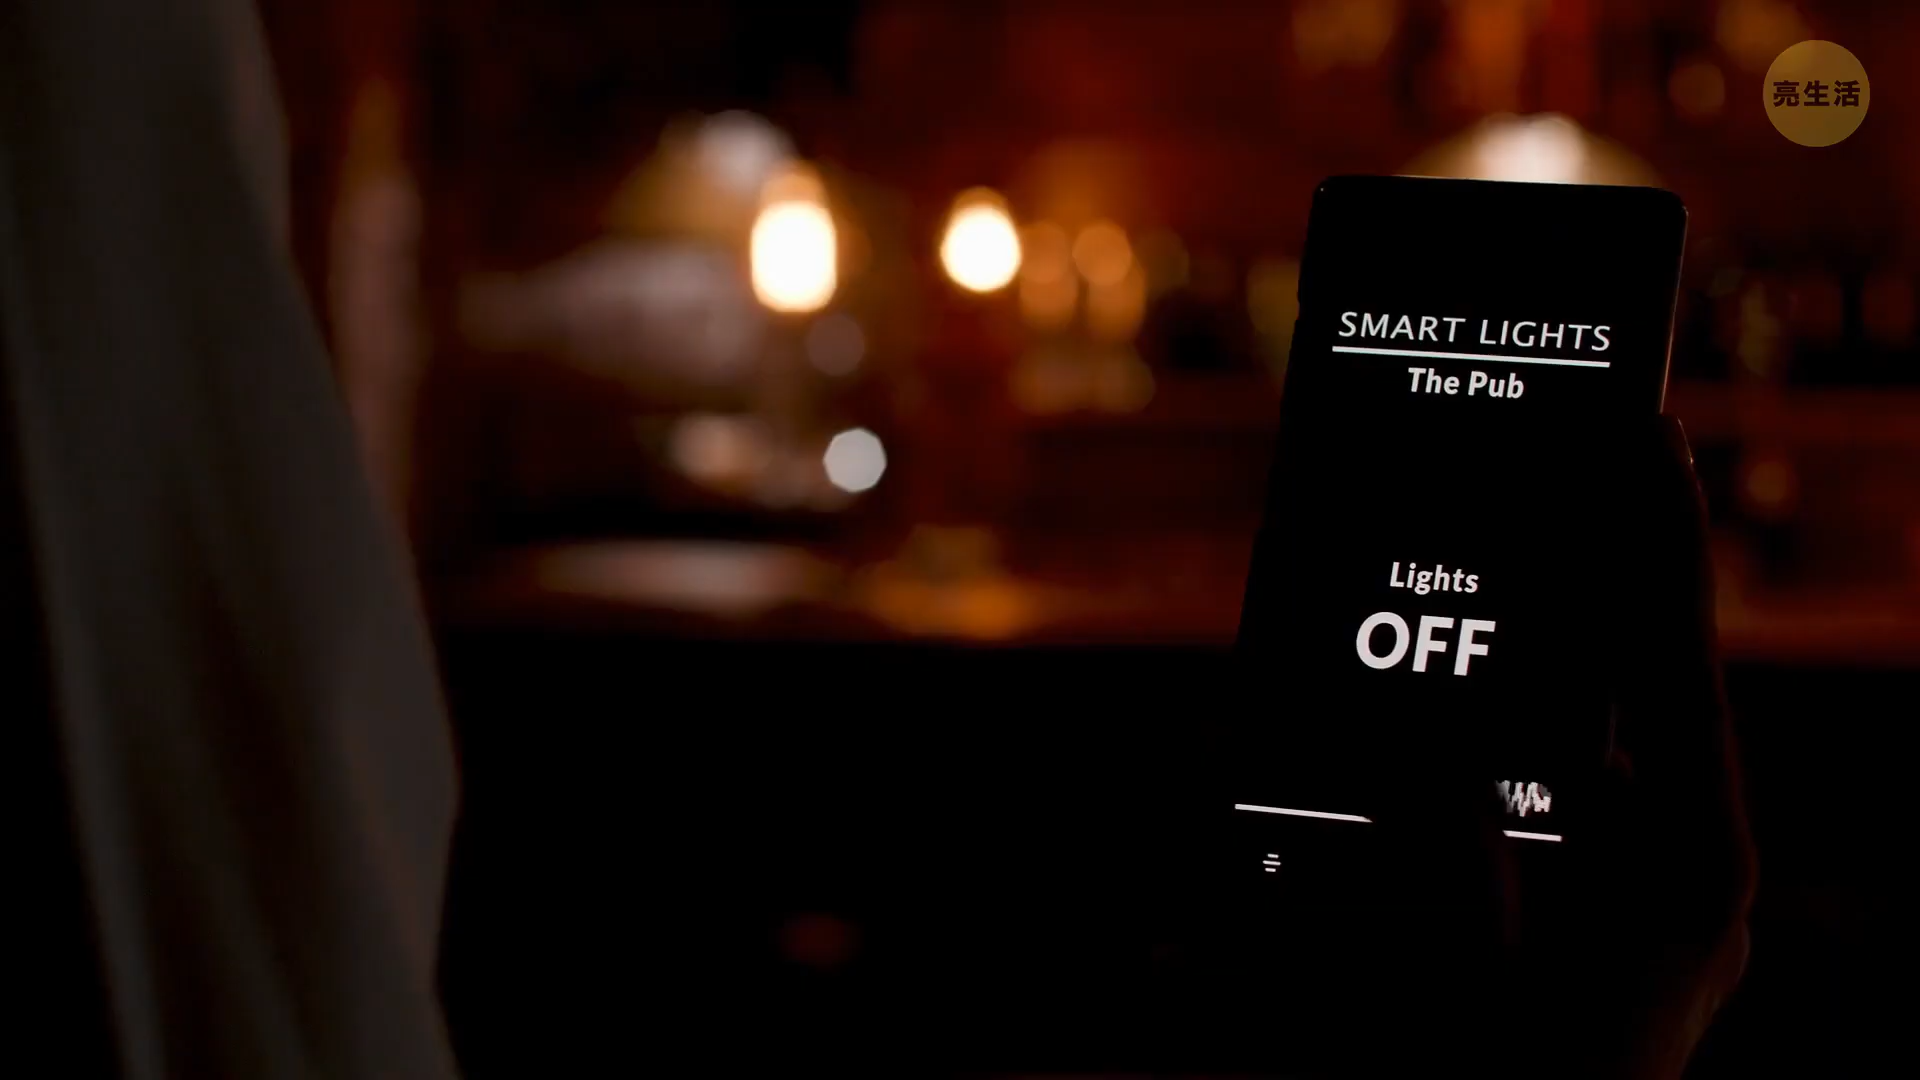 亮生活
SMART LIGHTS
The Pub
Lights
OFF